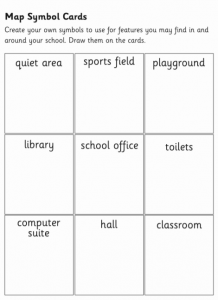 Map Symbol Cards
Create your own symbols to use for features you may find in and
around your school. Draw them on the cards.
quiet area
sports field
playground
library
school office
toilets
computer
suite
hall
classroom